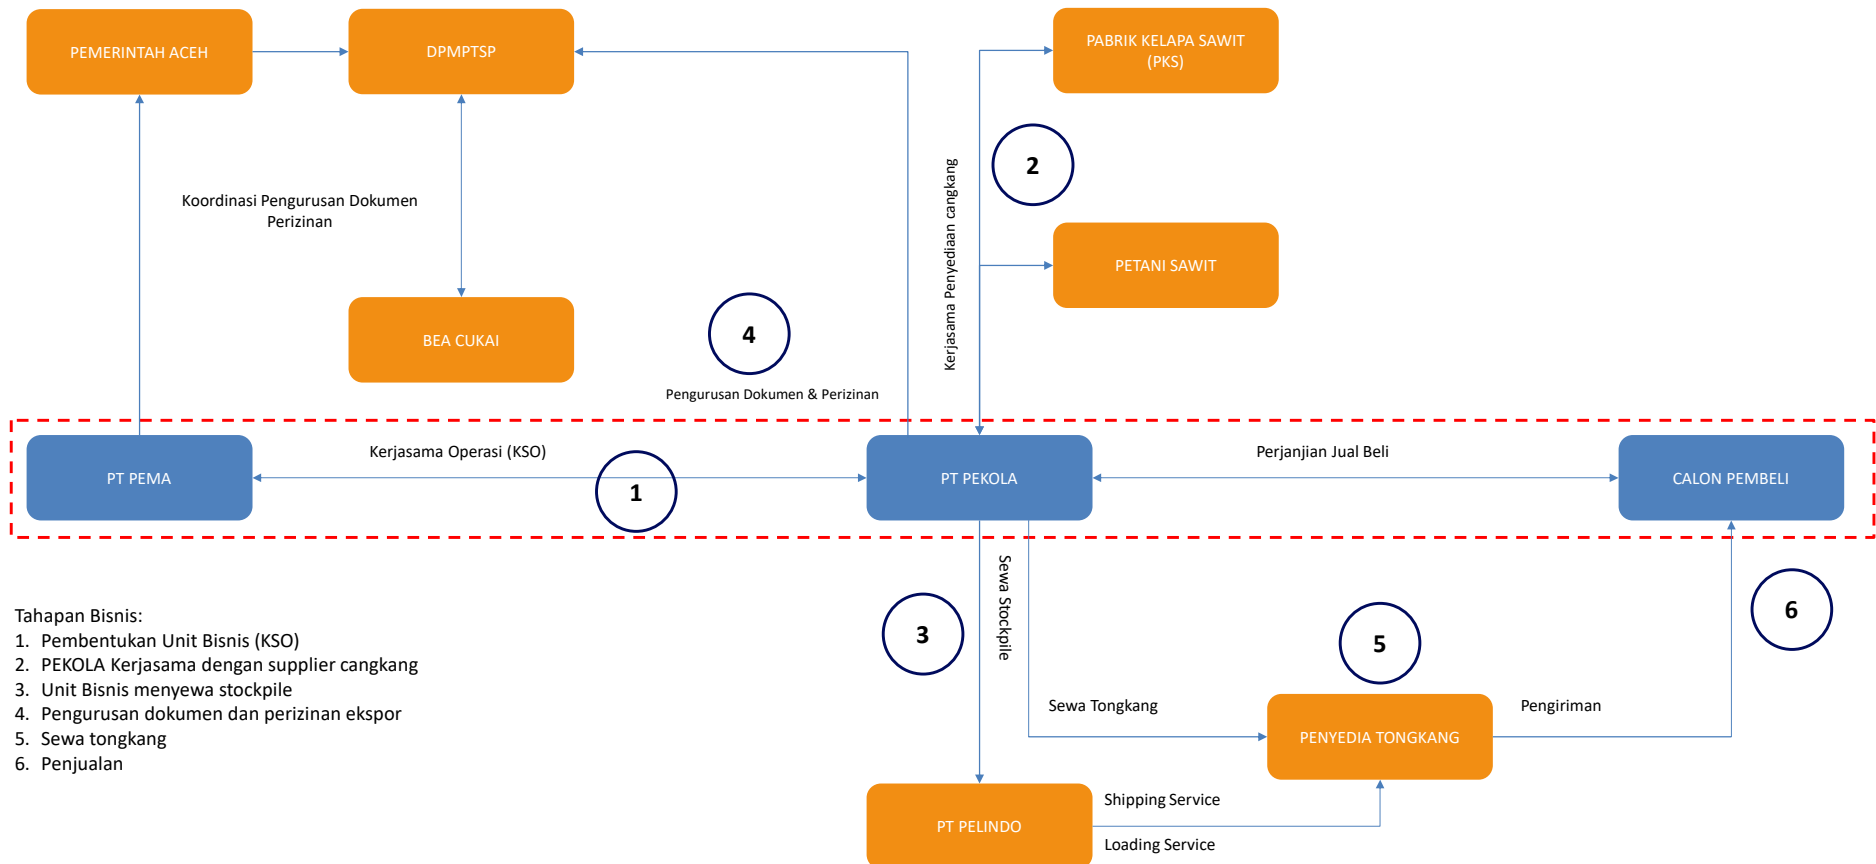 PEMERINTAH ACEH
DPMPTSP
PABRIK KELAPA SAWIT
(PKS)
2
Kerjasama Penyediaan cangkang
Koordinasi Pengurusan Dokumen
Perizinan
PETANI SAWIT
BEA CUKAI
4
Pengurusan Dokumen & Perizinan
PT PEMA
Kerjasama Operasi (KSO)
1
PT PEKOLA
Perjanjian Jual Beli
CALON PEMBELI
Tahapan Bisnis:
1. Pembentukan Unit Bisnis (KSO)
2. PEKOLA Kerjasama dengan supplier cangkang
3. Unit Bisnis menyewa stockpile
4. Pengurusan dokumen dan perizinan ekspor
5. Sewa tongkang
6. Penjualan
3
Sewa Stockpile
5
6
Sewa Tongkang
PENYEDIA TONGKANG
Pengiriman
PT PELINDO
Shipping Service
Loading Service